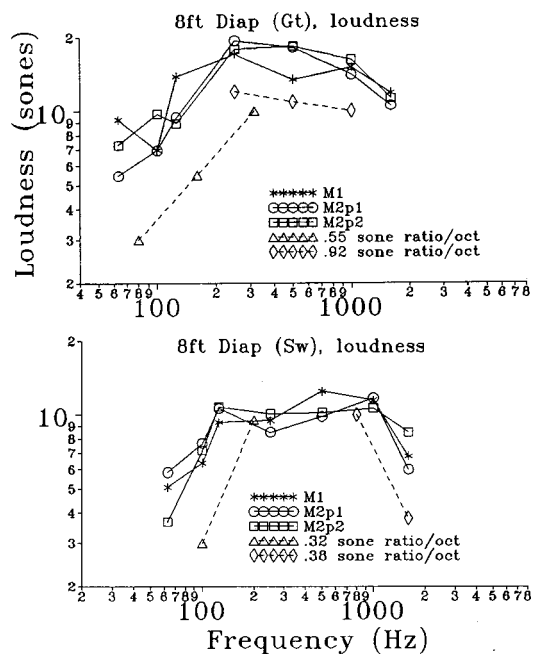 8ft Diap (Gt), loudness
2
10
9
8
7
6
5
4
3
2
Loudness (sones)
M1
M2p1
M2p2
.55 sone ratio/oct
.92 sone ratio/oct
4 5 6 7 8 9 2 3 4 5 6 7 8 9 2 3 4 5 6 7 8
100 1000
8ft Diap (Sw), loudness
2
10
9
8
7
6
5
4
3
2
M1
M2p1
M2p2
.32 sone ratio/oct
.38 sone ratio/oct
2 3 4 5 6 7 8 9 2 3 4 5 6 7 8 9 2 3 4 5 6 7 8
100 1000
Frequency (Hz)